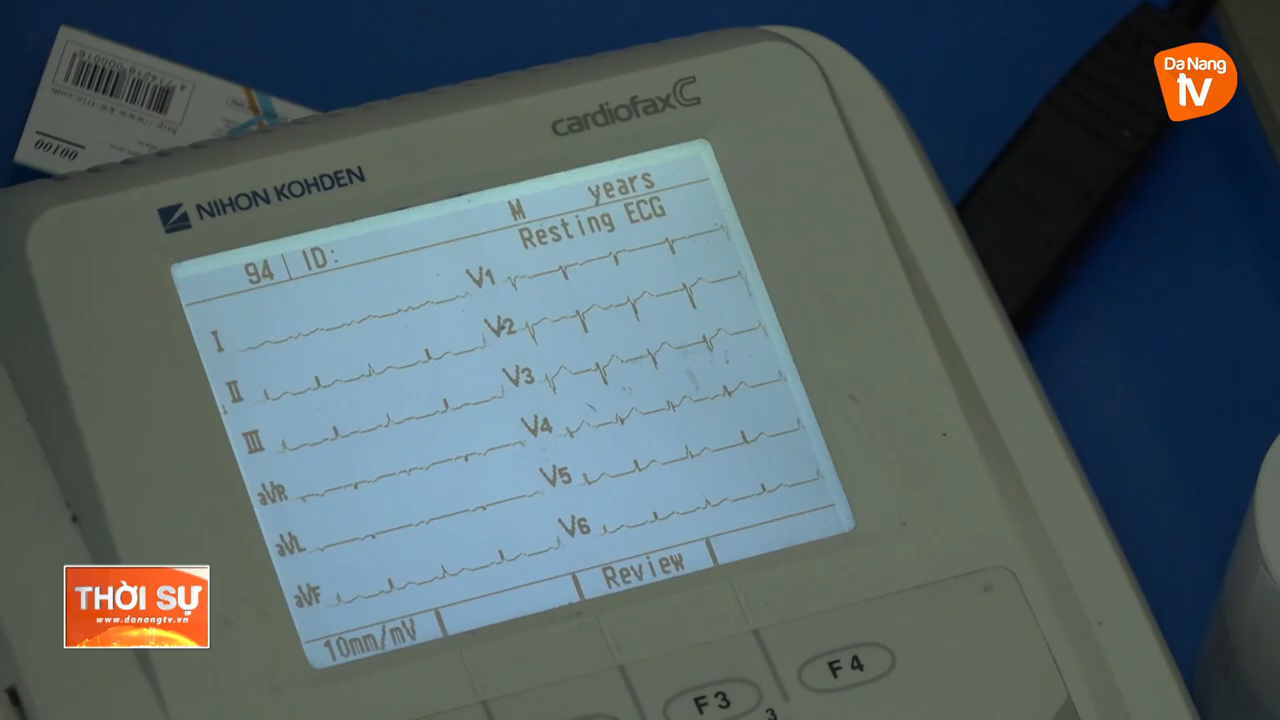 Da Nang
tv
cardiofax C
NIHON KOHDEN
M years
94 | ID:
Resting ECG
I
II
III
aVR
aVL
aVF
V1
V2
V3
V4
V5
V6
10mm/mV
Review
F3
F4
3
00100
THỜI SỰ
www.danangtv.vn